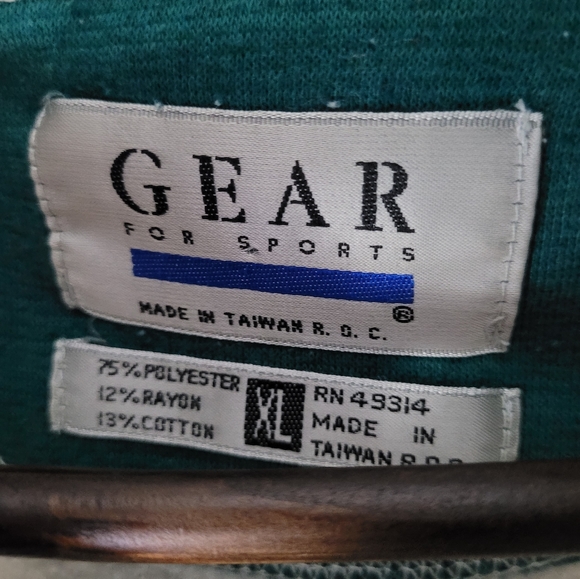 GEAR
FOR SPORTS
®
MADE IN TAIWAN R. O. C.
75% POLYESTER
12% RAYON
13% COTTON
XL
RN 49314
MADE IN
TAIWAN R.O.C.